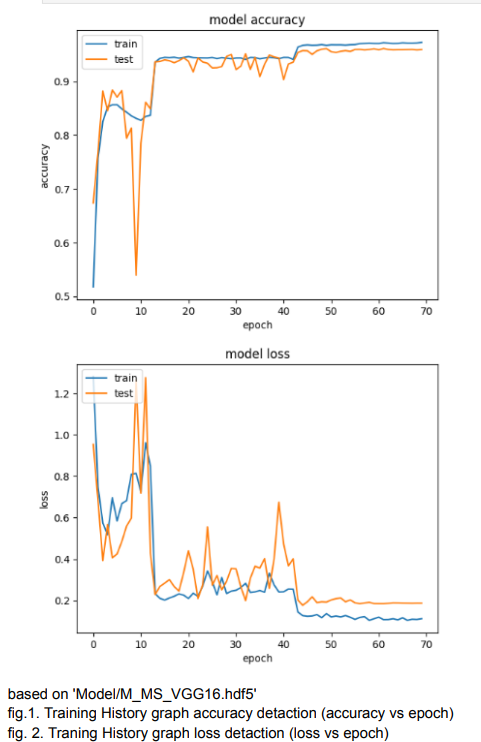 model accuracy
train
test
0.9
0.8
0.7
0.6
0.5
accuracy
0 10 20 30 40 50 60 70
epoch
model loss
train
test
1.2
1.0
0.8
0.6
0.4
0.2
loss
0 10 20 30 40 50 60 70
epoch
based on 'Model/M_MS_VGG16.hdf5'
fig.1. Training History graph accuracy detaction (accuracy vs epoch)
fig. 2. Traning History graph loss detaction (loss vs epoch)